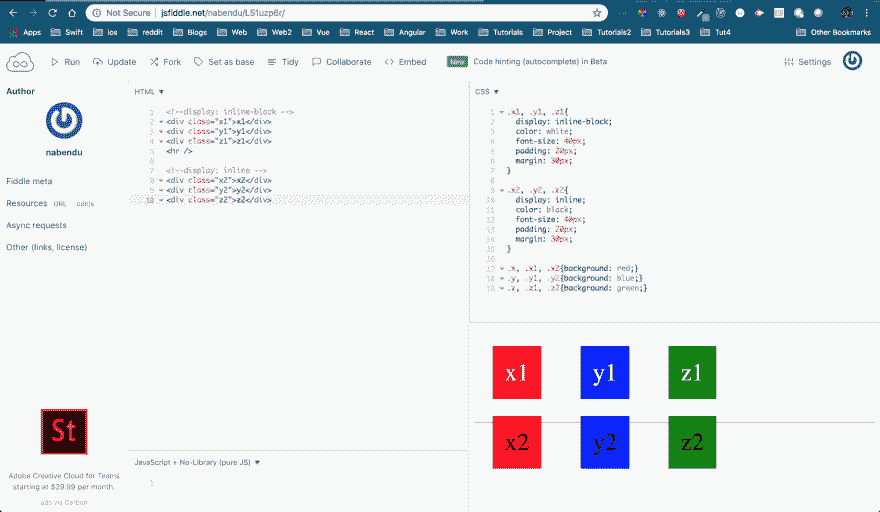 Not Secure | jsfiddle.net/nabendu/L51uzp6r/
Apps Swift ios reddit Blogs Web Web2 Vue React Angular Work Tutorials Project Tutorials2 Tutorials3 Tut4 Other Bookmarks
Run Update Fork Set as base Tidy Collaborate Embed New Code hinting (autocomplete) in Beta Settings
Author
nabendu
Fiddle meta
Resources URL cdnjs
Async requests
Other (links, license)
St
Adobe Creative Cloud for Teams
starting at $29.99 per month.
ads via Carbon
HTML
1 <!--display: inline-block -->
2 <div class="x1">x1</div>
3 <div class="y1">y1</div>
4 <div class="z1">z1</div>
5 <hr />
6
7 <!--display: inline -->
8 <div class="x2">x2</div>
9 <div class="y2">y2</div>
10 <div class="z2">z2</div>
JavaScript + No-Library (pure JS)
1
CSS
1 .x1, .y1, .z1{
2 display: inline-block;
3 color: white;
4 font-size: 40px;
5 padding: 20px;
6 margin: 30px;
7 }
8
9 .x2, .y2, .z2{
10 display: inline;
11 color: black;
12 font-size: 40px;
13 padding: 20px;
14 margin: 30px;
15 }
16
17 .x, .x1, .x2{background: red;}
18 .y, .y1, .y2{background: blue;}
19 .z, .z1, .z2{background: green;}
x1 y1 z1
x2 y2 z2